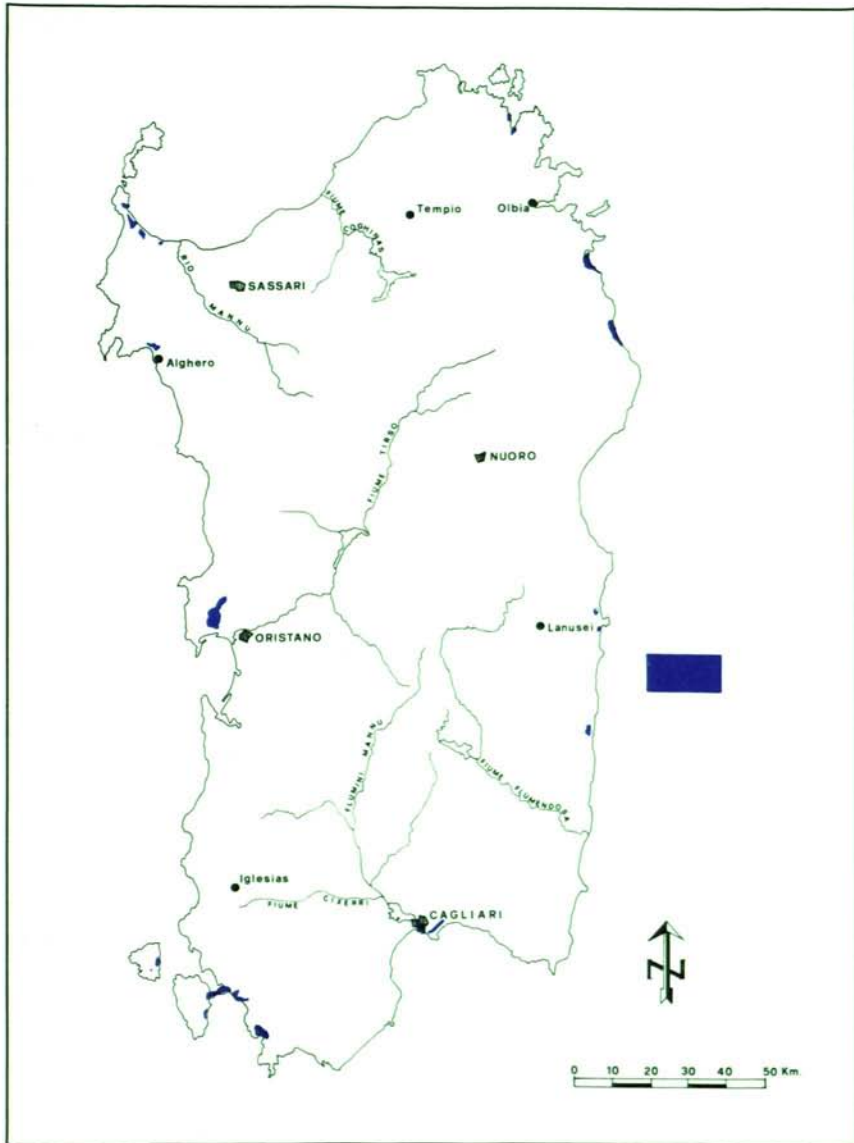 Tempio
Olbia
FIUME
COGHINAS
SASSARI
RIO
MANNU
Alghero
FIUME TIRSO
NUORO
ORISTANO
Lanusei
FLUMINI MANNU
FIUME FLUMENDOSA
Iglesias
FIUME CIXERRI
CAGLIARI
N
0 10 20 30 40 50 Km.